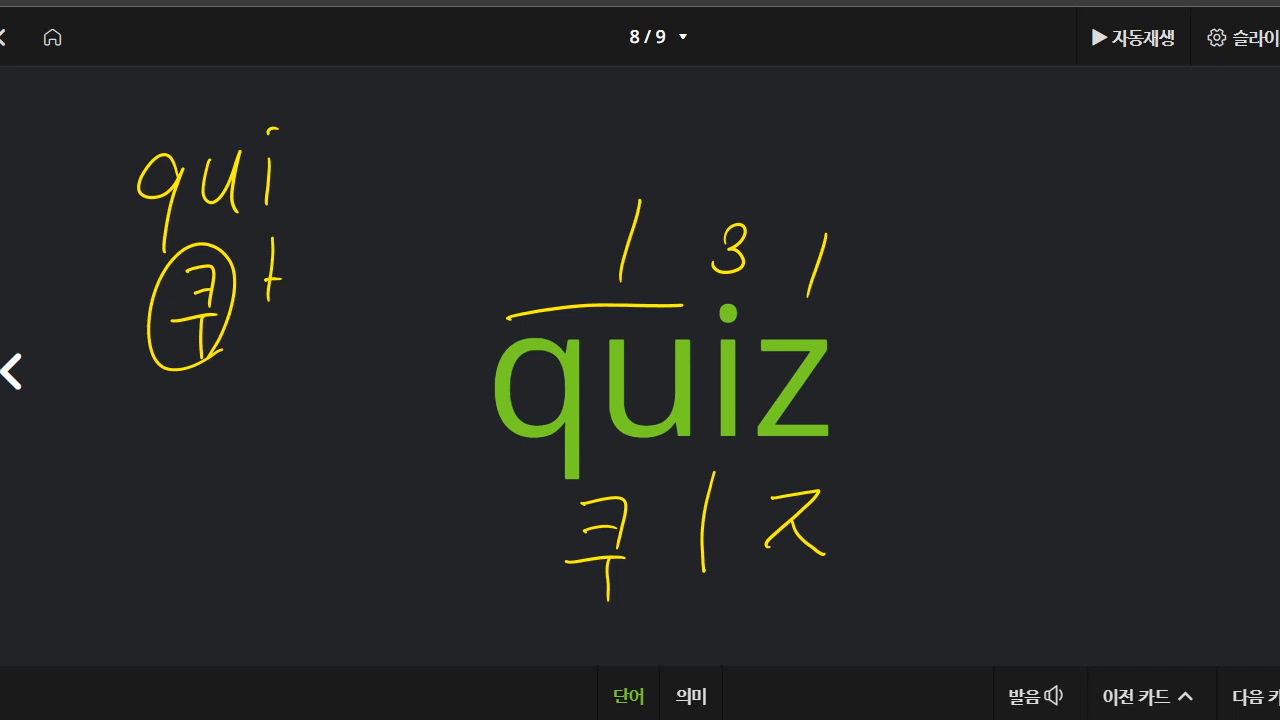 8 / 9
자동재생
슬라이
qui
쿠 ㅏ
1 3 1
quiz
쿠 ㅣ ㅈ
단어
의미
발음
이전 카드
다음 카